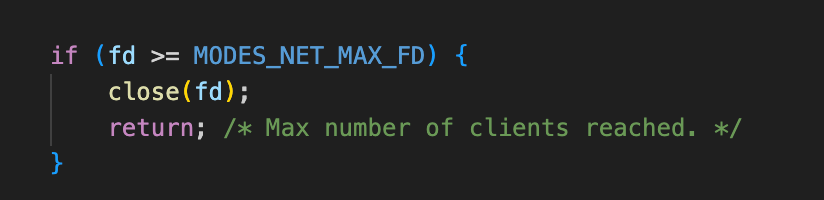 if (fd >= MODES_NET_MAX_FD) {
    close(fd);
    return; /* Max number of clients reached. */
}